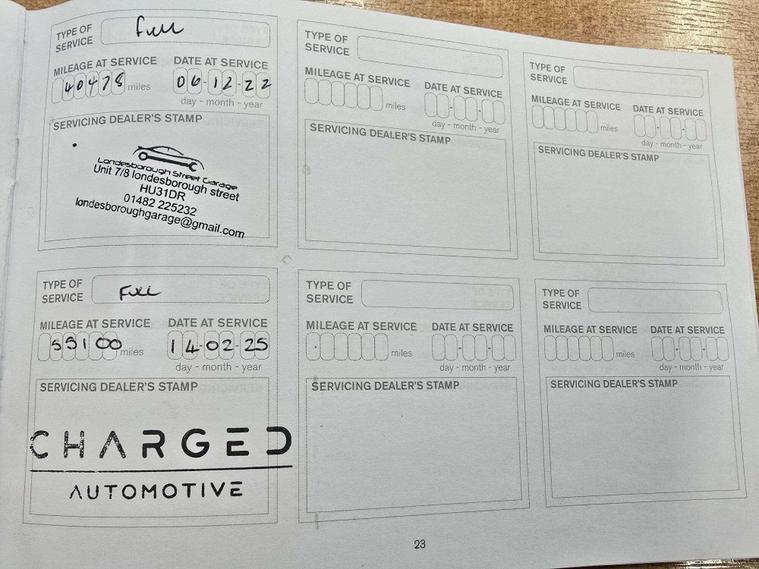 TYPE OF SERVICE full
MILEAGE AT SERVICE DATE AT SERVICE
40478 miles 06-12-22
day - month - year
SERVICING DEALER'S STAMP
Londesborough Street Garage
Unit 7/8 londesborough street
HU31DR
01482 225232
londesboroughgarage@gmail.com
TYPE OF SERVICE
MILEAGE AT SERVICE DATE AT SERVICE
miles
day - month - year
SERVICING DEALER'S STAMP
TYPE OF SERVICE
MILEAGE AT SERVICE DATE AT SERVICE
miles
day - month - year
SERVICING DEALER'S STAMP
TYPE OF SERVICE Full
MILEAGE AT SERVICE DATE AT SERVICE
55100 miles 14-02-25
day - month - year
SERVICING DEALER'S STAMP
CHARGED
AUTOMOTIVE
TYPE OF SERVICE
MILEAGE AT SERVICE DATE AT SERVICE
miles
day - month - year
SERVICING DEALER'S STAMP
TYPE OF SERVICE
MILEAGE AT SERVICE DATE AT SERVICE
miles
day - month - year
SERVICING DEALER'S STAMP
23